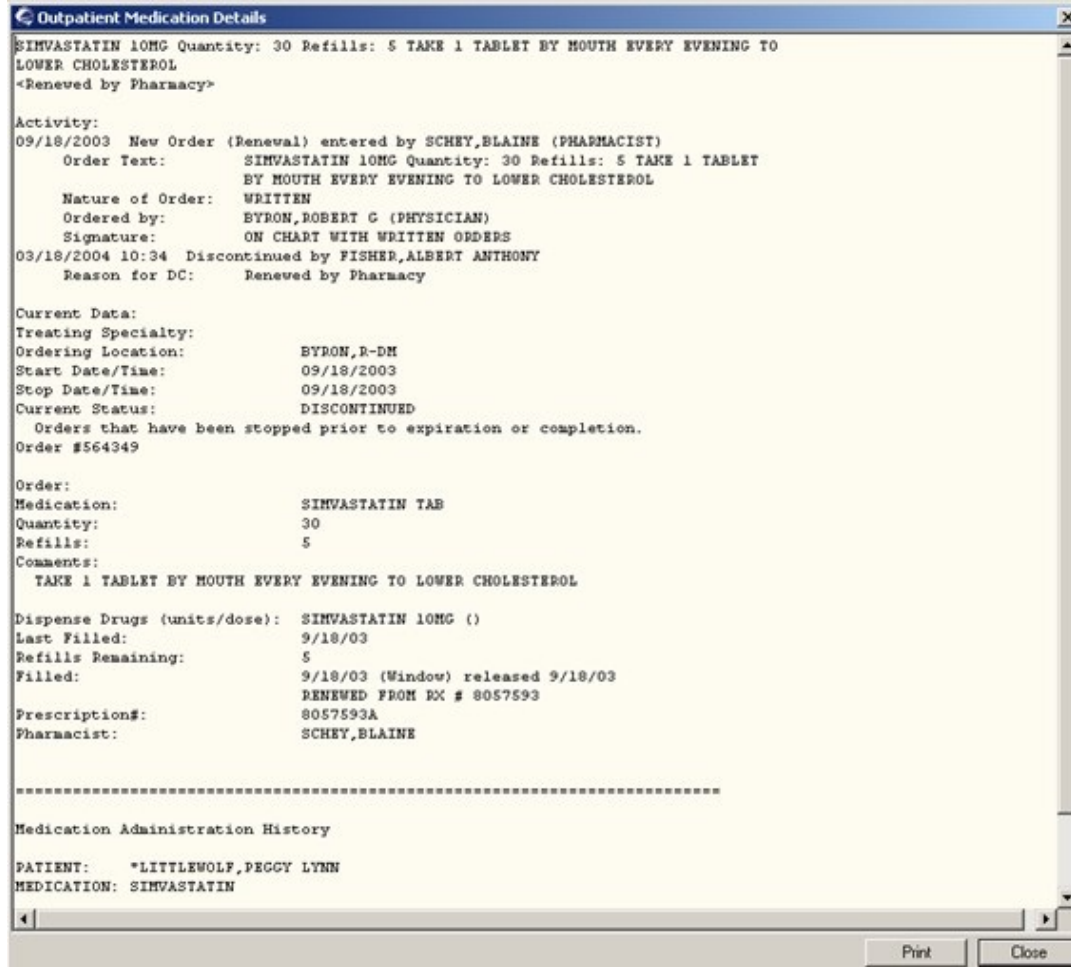 Outpatient Medication Details
SIMVASTATIN 10MG Quantity: 30 Refills: 5 TAKE 1 TABLET BY MOUTH EVERY EVENING TO
LOWER CHOLESTEROL
<Renewed by Pharmacy>
Activity:
09/18/2003 New Order (Renewal) entered by SCHEY,BLAINE (PHARMACIST)
Order Text: SIMVASTATIN 10MG Quantity: 30 Refills: 5 TAKE 1 TABLET
BY MOUTH EVERY EVENING TO LOWER CHOLESTEROL
Nature of Order: WRITTEN
Ordered by: BYRON,ROBERT G (PHYSICIAN)
Signature: ON CHART WITH WRITTEN ORDERS
03/18/2004 10:34 Discontinued by FISHER,ALBERT ANTHONY
Reason for DC: Renewed by Pharmacy
Current Data:
Treating Specialty:
Ordering Location: BYRON,R-DM
Start Date/Time: 09/18/2003
Stop Date/Time: 09/18/2003
Current Status: DISCONTINUED
Orders that have been stopped prior to expiration or completion.
Order #564349
Order:
Medication: SIMVASTATIN TAB
Quantity: 30
Refills: 5
Comments:
TAKE 1 TABLET BY MOUTH EVERY EVENING TO LOWER CHOLESTEROL
Dispense Drugs (units/dose): SIMVASTATIN 10MG ()
Last Filled: 9/18/03
Refills Remaining: 5
Filled: 9/18/03 (Window) released 9/18/03
RENEWED FROM RX # 8057593
Prescription#: 8057593A
Pharmacist: SCHEY,BLAINE
==========================================================================
Medication Administration History
PATIENT: *LITTLEWOLF,PEGGY LYNN
MEDICATION: SIMVASTATIN
Print Close